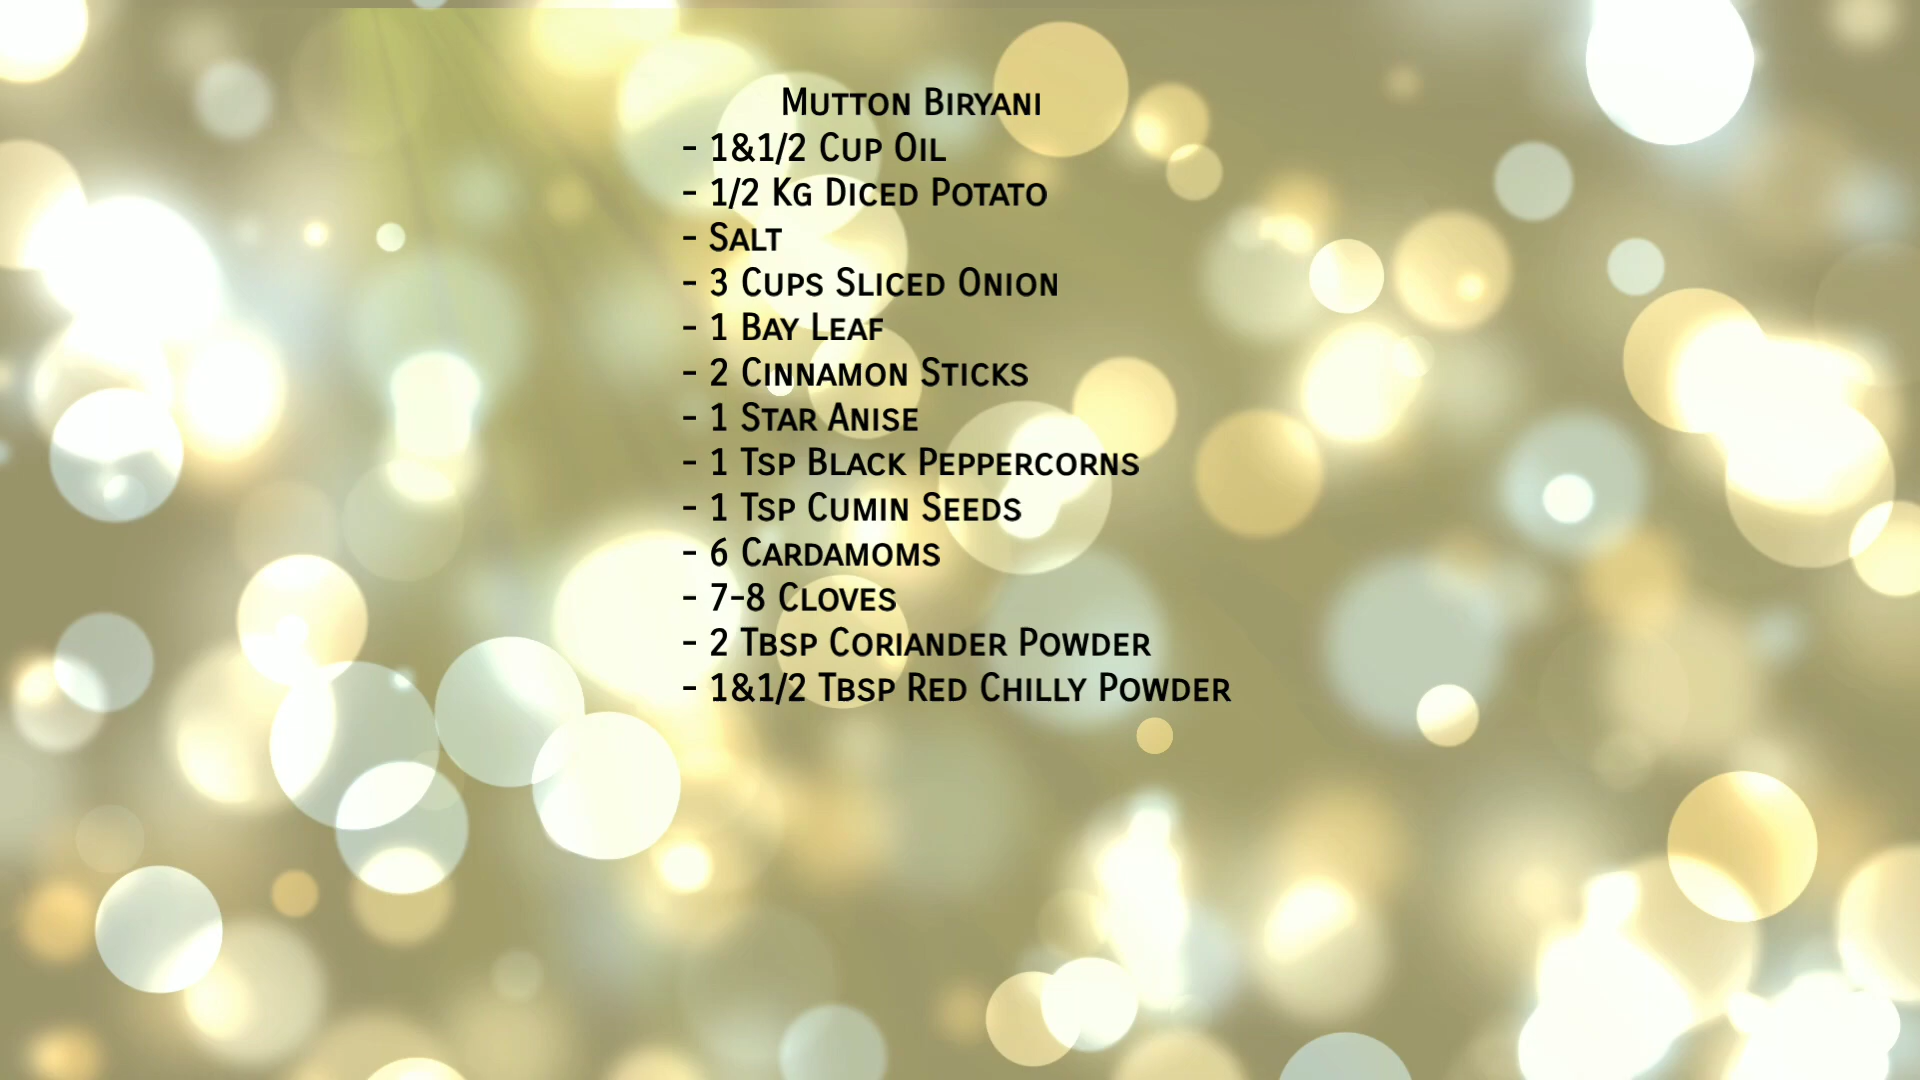 Mutton Biryani
- 1&1/2 Cup Oil
- 1/2 Kg Diced Potato
- Salt
- 3 Cups Sliced Onion
- 1 Bay Leaf
- 2 Cinnamon Sticks
- 1 Star Anise
- 1 Tsp Black Peppercorns
- 1 Tsp Cumin Seeds
- 6 Cardamoms
- 7-8 Cloves
- 2 Tbsp Coriander Powder
- 1&1/2 Tbsp Red Chilly Powder